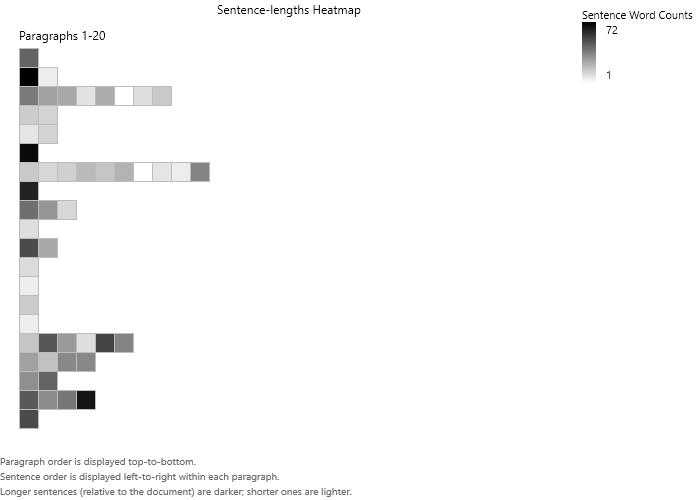 Sentence-lengths Heatmap
Sentence Word Counts
72
1
Paragraphs 1-20
Paragraph order is displayed top-to-bottom.
Sentence order is displayed left-to-right within each paragraph.
Longer sentences (relative to the document) are darker; shorter ones are lighter.